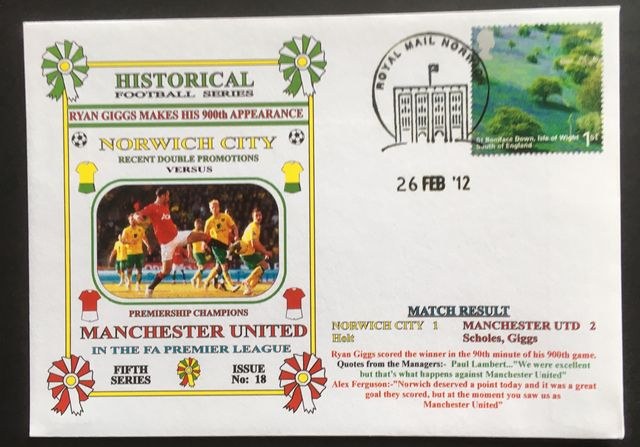 HISTORICAL
FOOTBALL SERIES
RYAN GIGGS MAKES HIS 900th APPEARANCE
NORWICH CITY
RECENT DOUBLE PROMOTIONS
VERSUS
PREMIERSHIP CHAMPIONS
MANCHESTER UNITED
IN THE FA PREMIER LEAGUE
FIFTH SERIES
ISSUE No: 18
ROYAL MAIL NORWICH
26 FEB '12
St Boniface Down, Isle of Wight
South of England
1st
MATCH RESULT
NORWICH CITY 1 MANCHESTER UTD 2
Holt Scholes, Giggs
Ryan Giggs scored the winner in the 90th minute of his 900th game.
Quotes from the Managers:- Paul Lambert..."We were excellent
but that's what happens against Manchester United"
Alex Ferguson:-"Norwich deserved a point today and it was a great
goal they scored, but at the moment you saw us as
Manchester United"